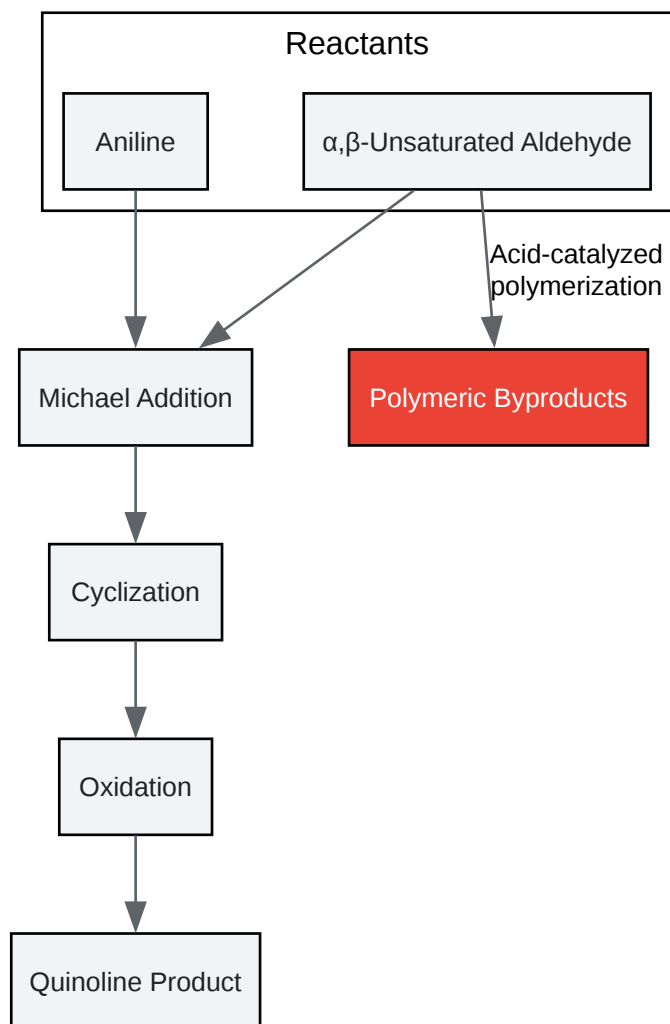 Reactants
Aniline
α,β-Unsaturated Aldehyde
Acid-catalyzed
polymerization
Michael Addition
Polymeric Byproducts
Cyclization
Oxidation
Quinoline Product